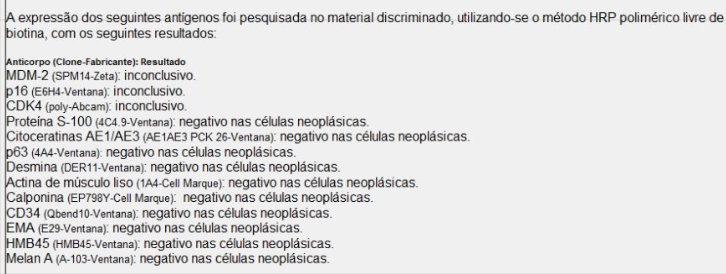 A expressão dos seguintes antígenos foi pesquisada no material discriminado, utilizando-se o método HRP polimérico livre de
biotina, com os seguintes resultados:
Anticorpo (Clone-Fabricante): Resultado
MDM-2 (SPM14-Zeta): inconclusivo.
p16 (E6H4-Ventana): inconclusivo.
CDK4 (poly-Abcam): inconclusivo.
Proteína S-100 (4C4.9-Ventana): negativo nas células neoplásicas.
Citoceratinas AE1/AE3 (AE1AE3 PCK 26-Ventana): negativo nas células neoplásicas.
p63 (4A4-Ventana): negativo nas células neoplásicas.
Desmina (DER11-Ventana): negativo nas células neoplásicas.
Actina de músculo liso (1A4-Cell Marque): negativo nas células neoplásicas.
Calponina (EP798Y-Cell Marque):  negativo nas células neoplásicas.
CD34 (Qbend10-Ventana): negativo nas células neoplásicas.
EMA (E29-Ventana): negativo nas células neoplásicas.
HMB45 (HMB45-Ventana): negativo nas células neoplásicas.
Melan A (A-103-Ventana): negativo nas células neoplásicas.